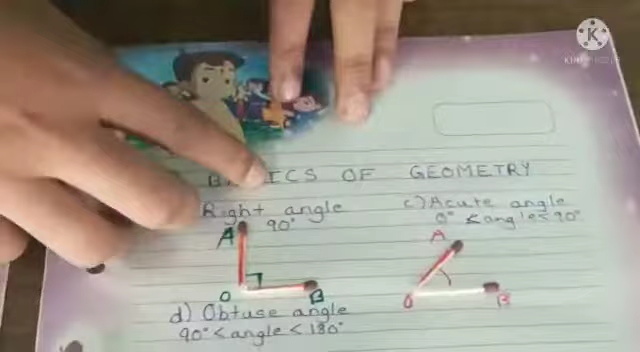 BASICS OF GEOMETRY
Right angle
90°
A
O
B
c) Acute angle
0° < angle < 90°
A
O
B
d) Obtuse angle
90° < angle < 180°